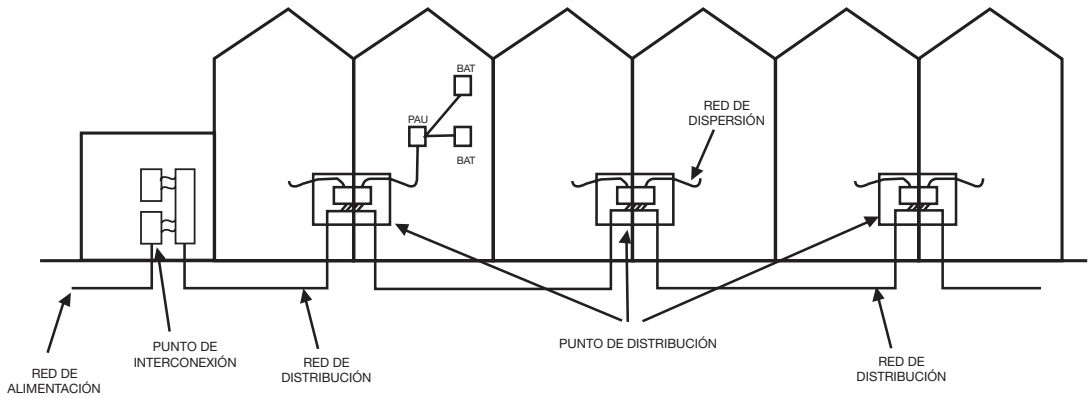 BAT
PAU
BAT
RED DE
DISPERSIÓN
PUNTO DE
INTERCONEXIÓN
RED DE
ALIMENTACIÓN
RED DE
DISTRIBUCIÓN
PUNTO DE DISTRIBUCIÓN
RED DE
DISTRIBUCIÓN